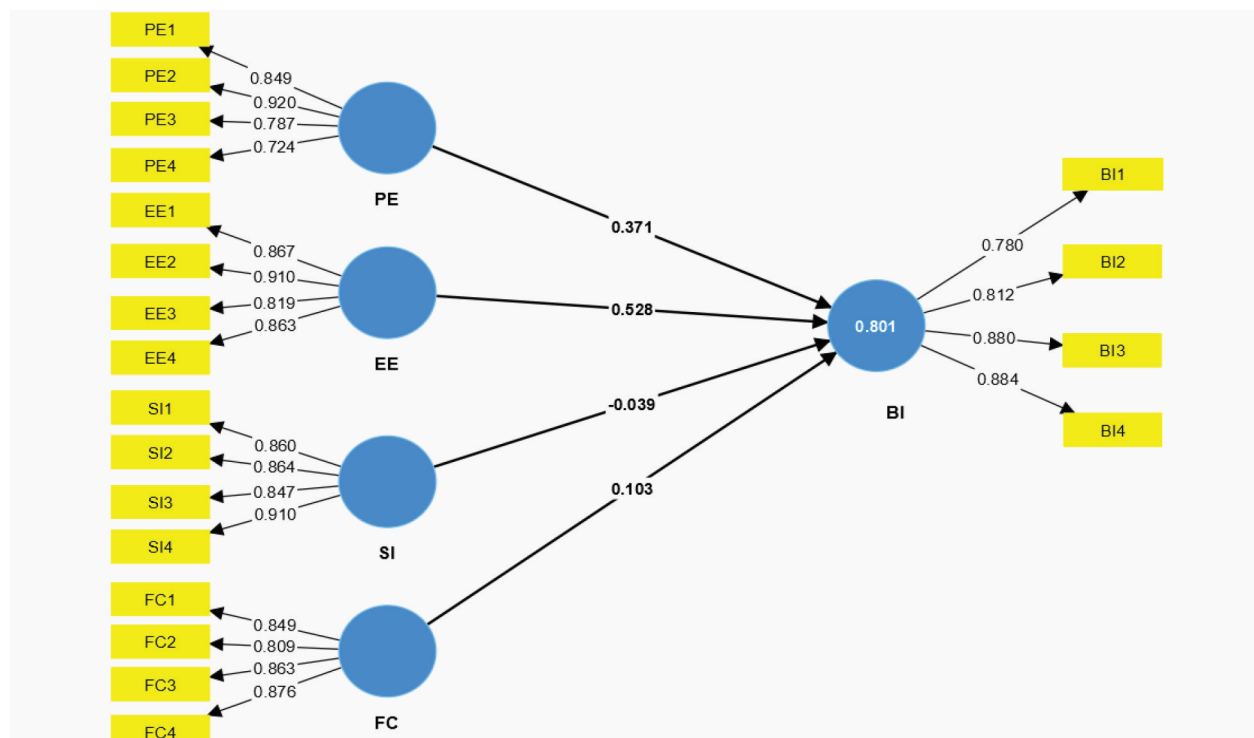 PE1
PE2
PE3
PE4
0.849
0.920
0.787
0.724
PE
EE1
EE2
EE3
EE4
0.867
0.910
0.819
0.863
EE
SI1
SI2
SI3
SI4
0.860
0.864
0.847
0.910
SI
FC1
FC2
FC3
FC4
0.849
0.809
0.863
0.876
FC
0.371
0.528
-0.039
0.103
0.801
BI
0.780
0.812
0.880
0.884
BI1
BI2
BI3
BI4